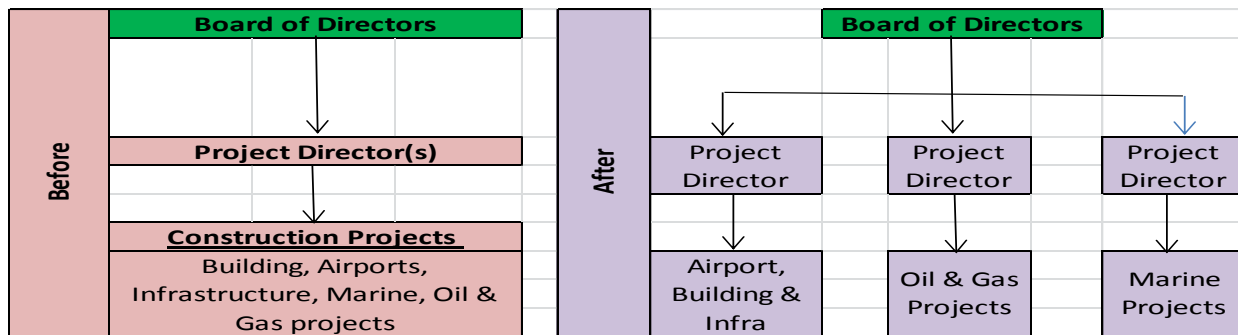 Before
Board of Directors
Project Director(s)
Construction Projects
Building, Airports,
Infrastructure, Marine, Oil &
Gas projects
After
Board of Directors
Project
Director
Project
Director
Project
Director
Airport,
Building &
Infra
Oil & Gas
Projects
Marine
Projects